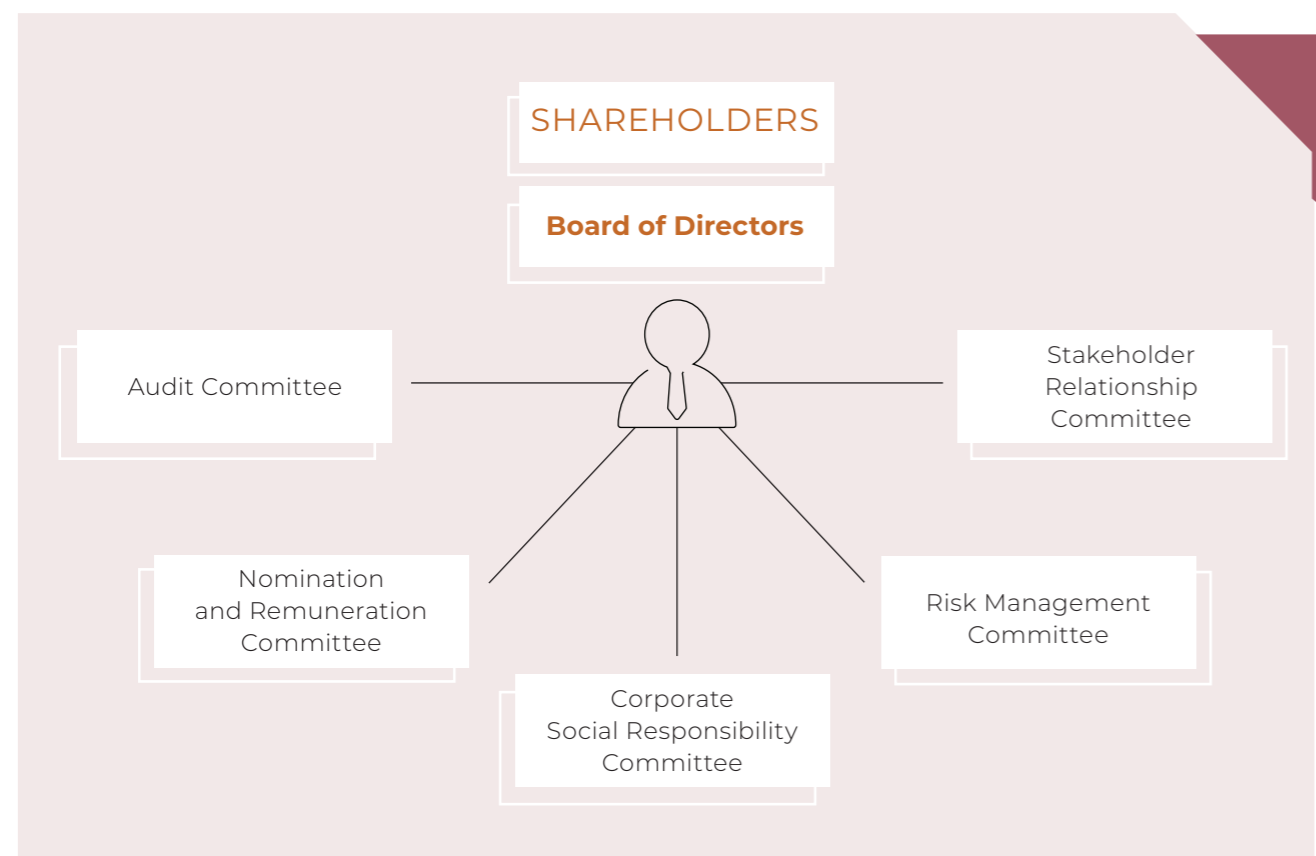 SHAREHOLDERS
Board of Directors
Audit Committee
Stakeholder
Relationship
Committee
Nomination
and Remuneration
Committee
Risk Management
Committee
Corporate
Social Responsibility
Committee